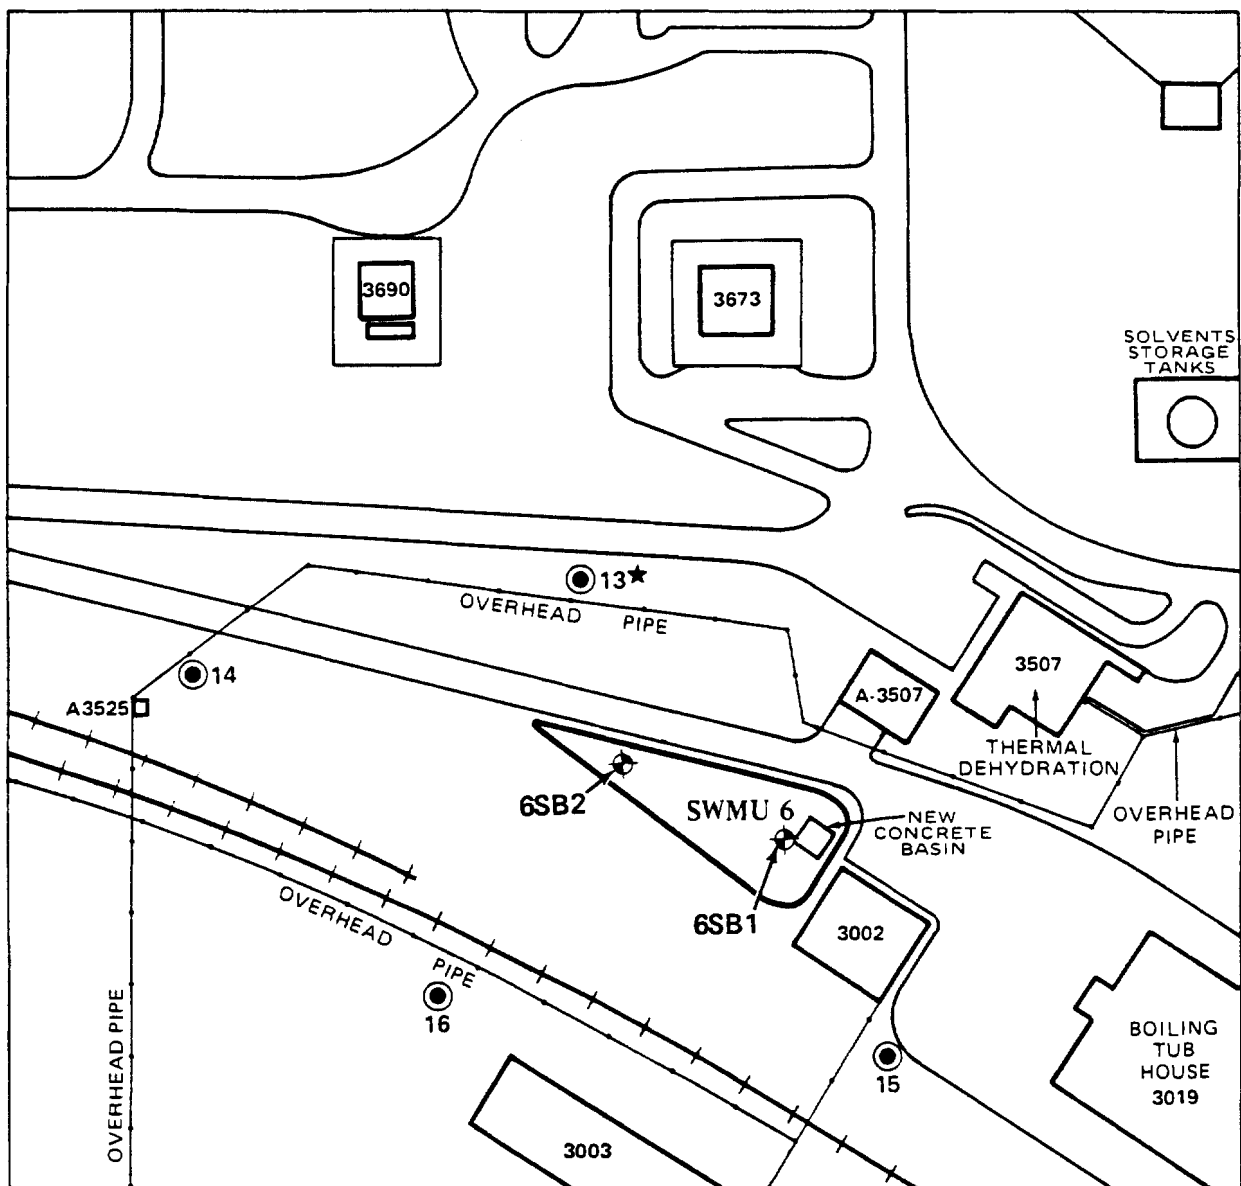 3690
3673
SOLVENTS
STORAGE
TANKS
13★
OVERHEAD PIPE
14
A3525
3507
A-3507
THERMAL
DEHYDRATION
OVERHEAD
PIPE
6SB2
SWMU 6
NEW
CONCRETE
BASIN
6SB1
3002
OVERHEAD PIPE
16
OVERHEAD PIPE
15
BOILING
TUB
HOUSE
3019
3003